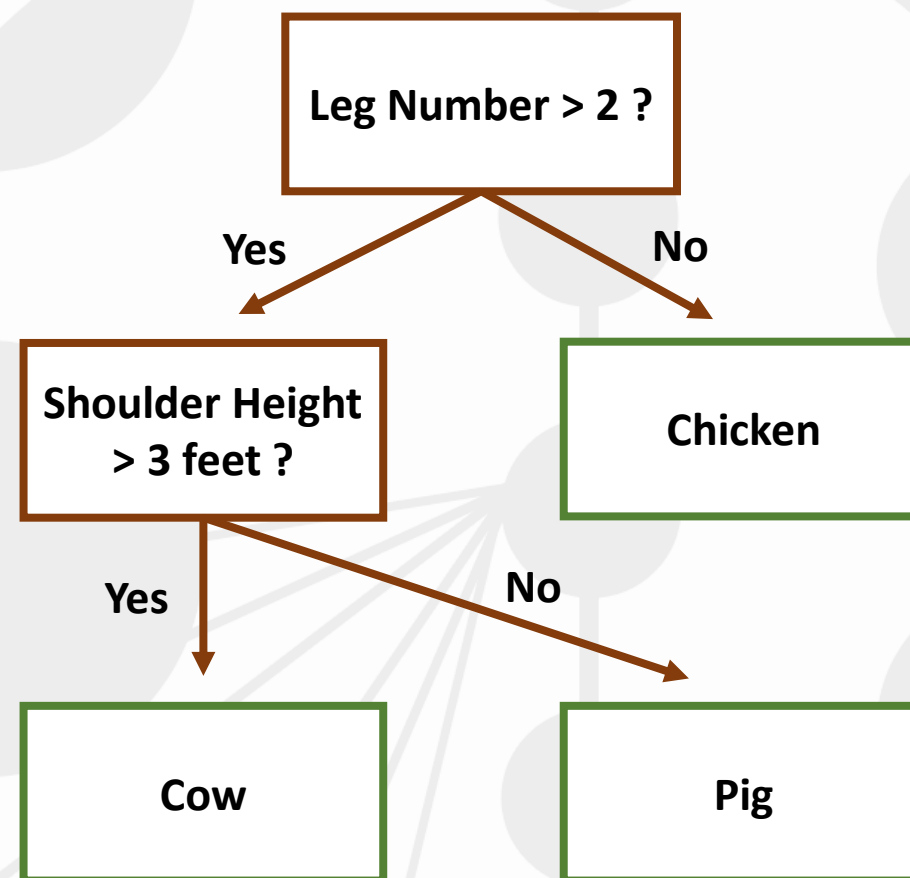 Leg Number > 2 ?
Yes
No
Shoulder Height
> 3 feet ?
Chicken
Yes
No
Cow
Pig